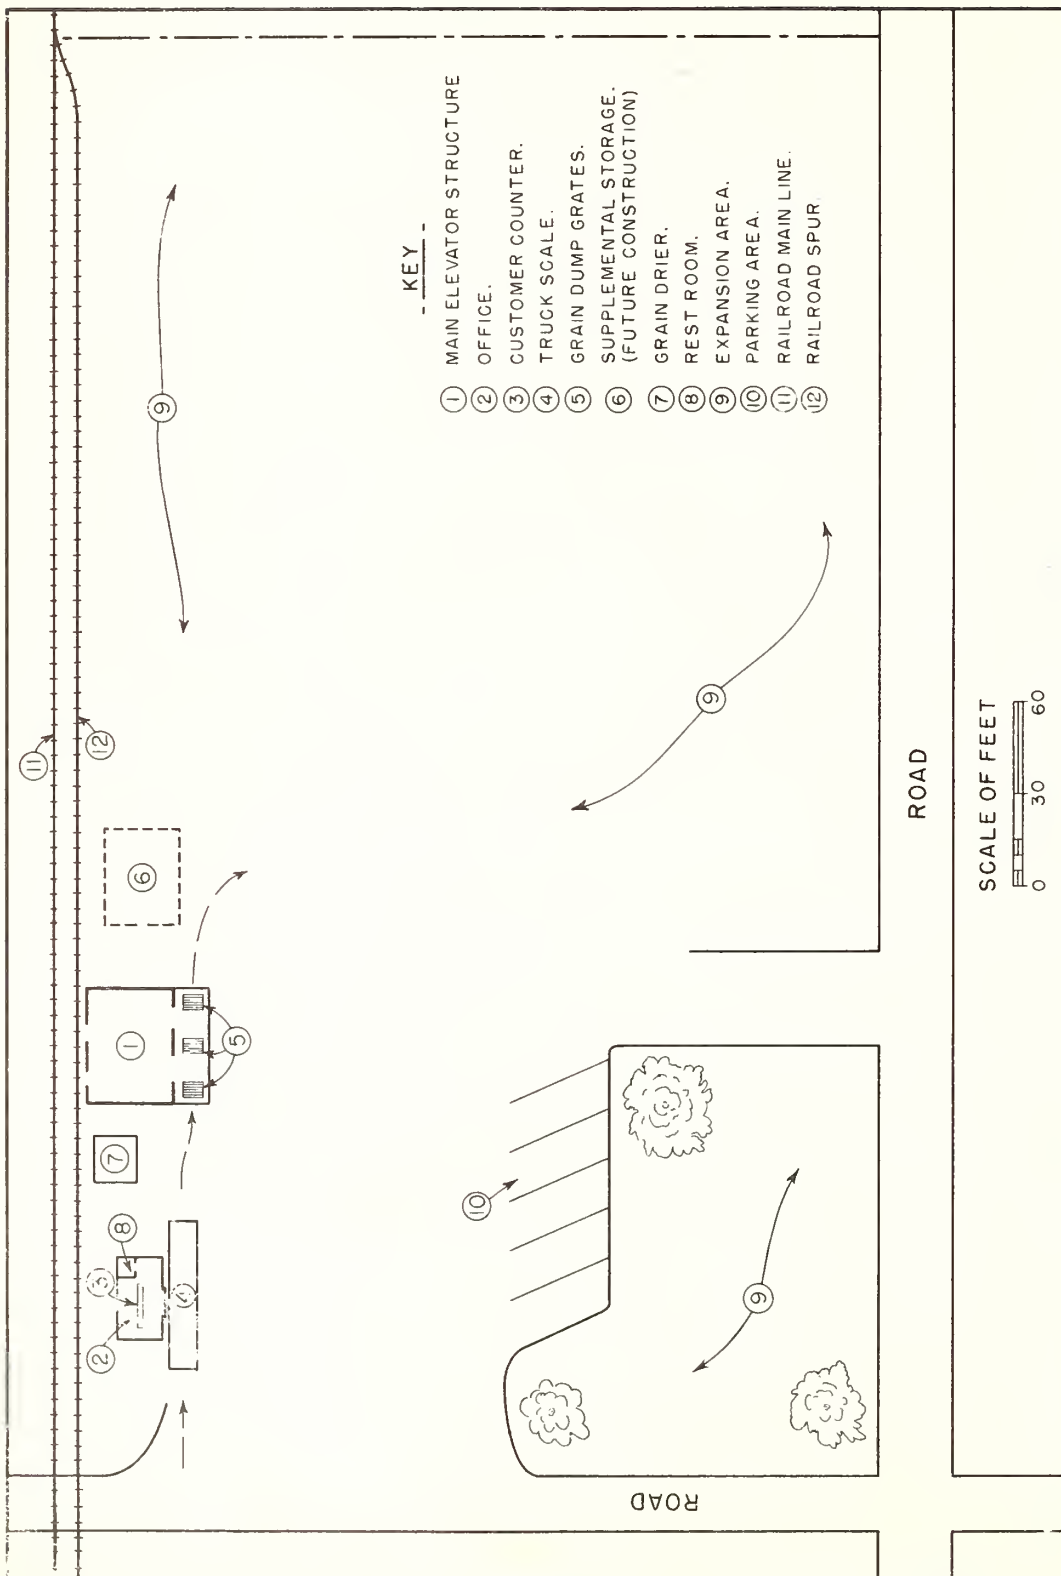 - KEY -
① MAIN ELEVATOR STRUCTURE
② OFFICE.
③ CUSTOMER COUNTER.
④ TRUCK SCALE.
⑤ GRAIN DUMP GRATES.
⑥ SUPPLEMENTAL STORAGE.
(FUTURE CONSTRUCTION)
⑦ GRAIN DRIER.
⑧ REST ROOM.
⑨ EXPANSION AREA.
⑩ PARKING AREA.
⑪ RAILROAD MAIN LINE.
⑫ RAILROAD SPUR.
⑪
⑫
⑨
⑥
①
⑤
⑦
⑧
③
②
④
⑩
⑨
⑨
ROAD
ROAD
SCALE OF FEET
0 30 60